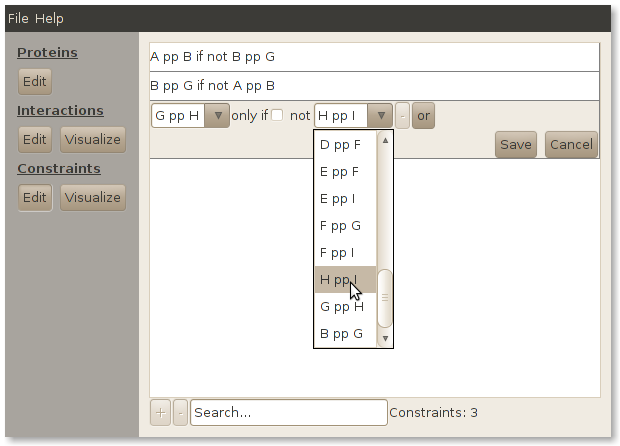 File Help
Proteins
Edit
Interactions
Edit Visualize
Constraints
Edit Visualize
A pp B if not B pp G
B pp G if not A pp B
G pp H only if not H pp I - or
Save Cancel
D pp F
E pp F
E pp I
F pp G
F pp I
H pp I
G pp H
B pp G
+ - Search... Constraints: 3